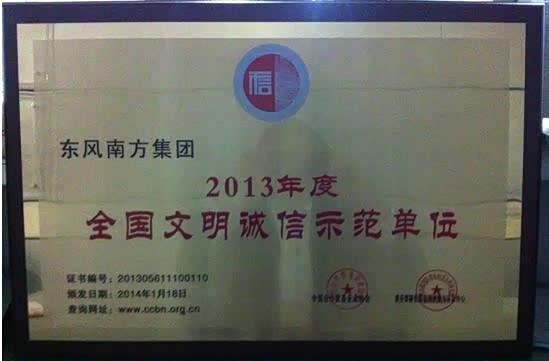 信
东风南方集团
2013年度
全国文明诚信示范单位
证书编号：201305611100110
颁发日期：2014年1月18日
查询网址：www.ccbn.org.cn